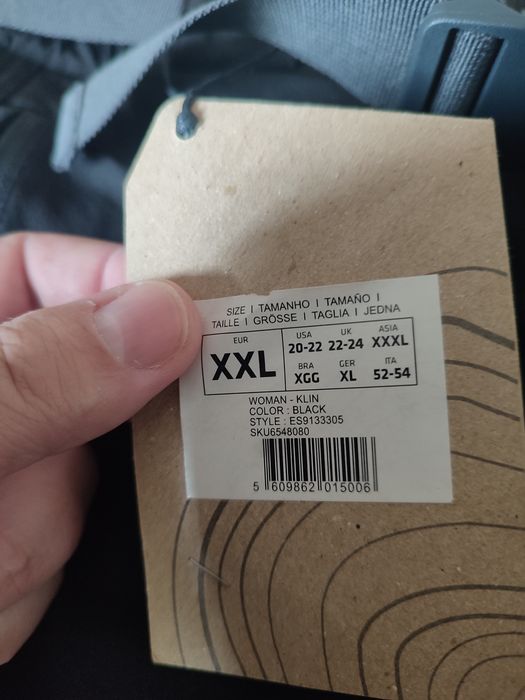 SIZE | TAMANHO | TAMAÑO |
TAILLE | GRÖSSE | TAGLIA | JEDNA
EUR
XXL
USA UK ASIA
20-22 22-24 XXXL
BRA GER ITA
XGG XL 52-54
WOMAN - KLIN
COLOR : BLACK
STYLE : ES9133305
SKU6548080
5 609862 015006